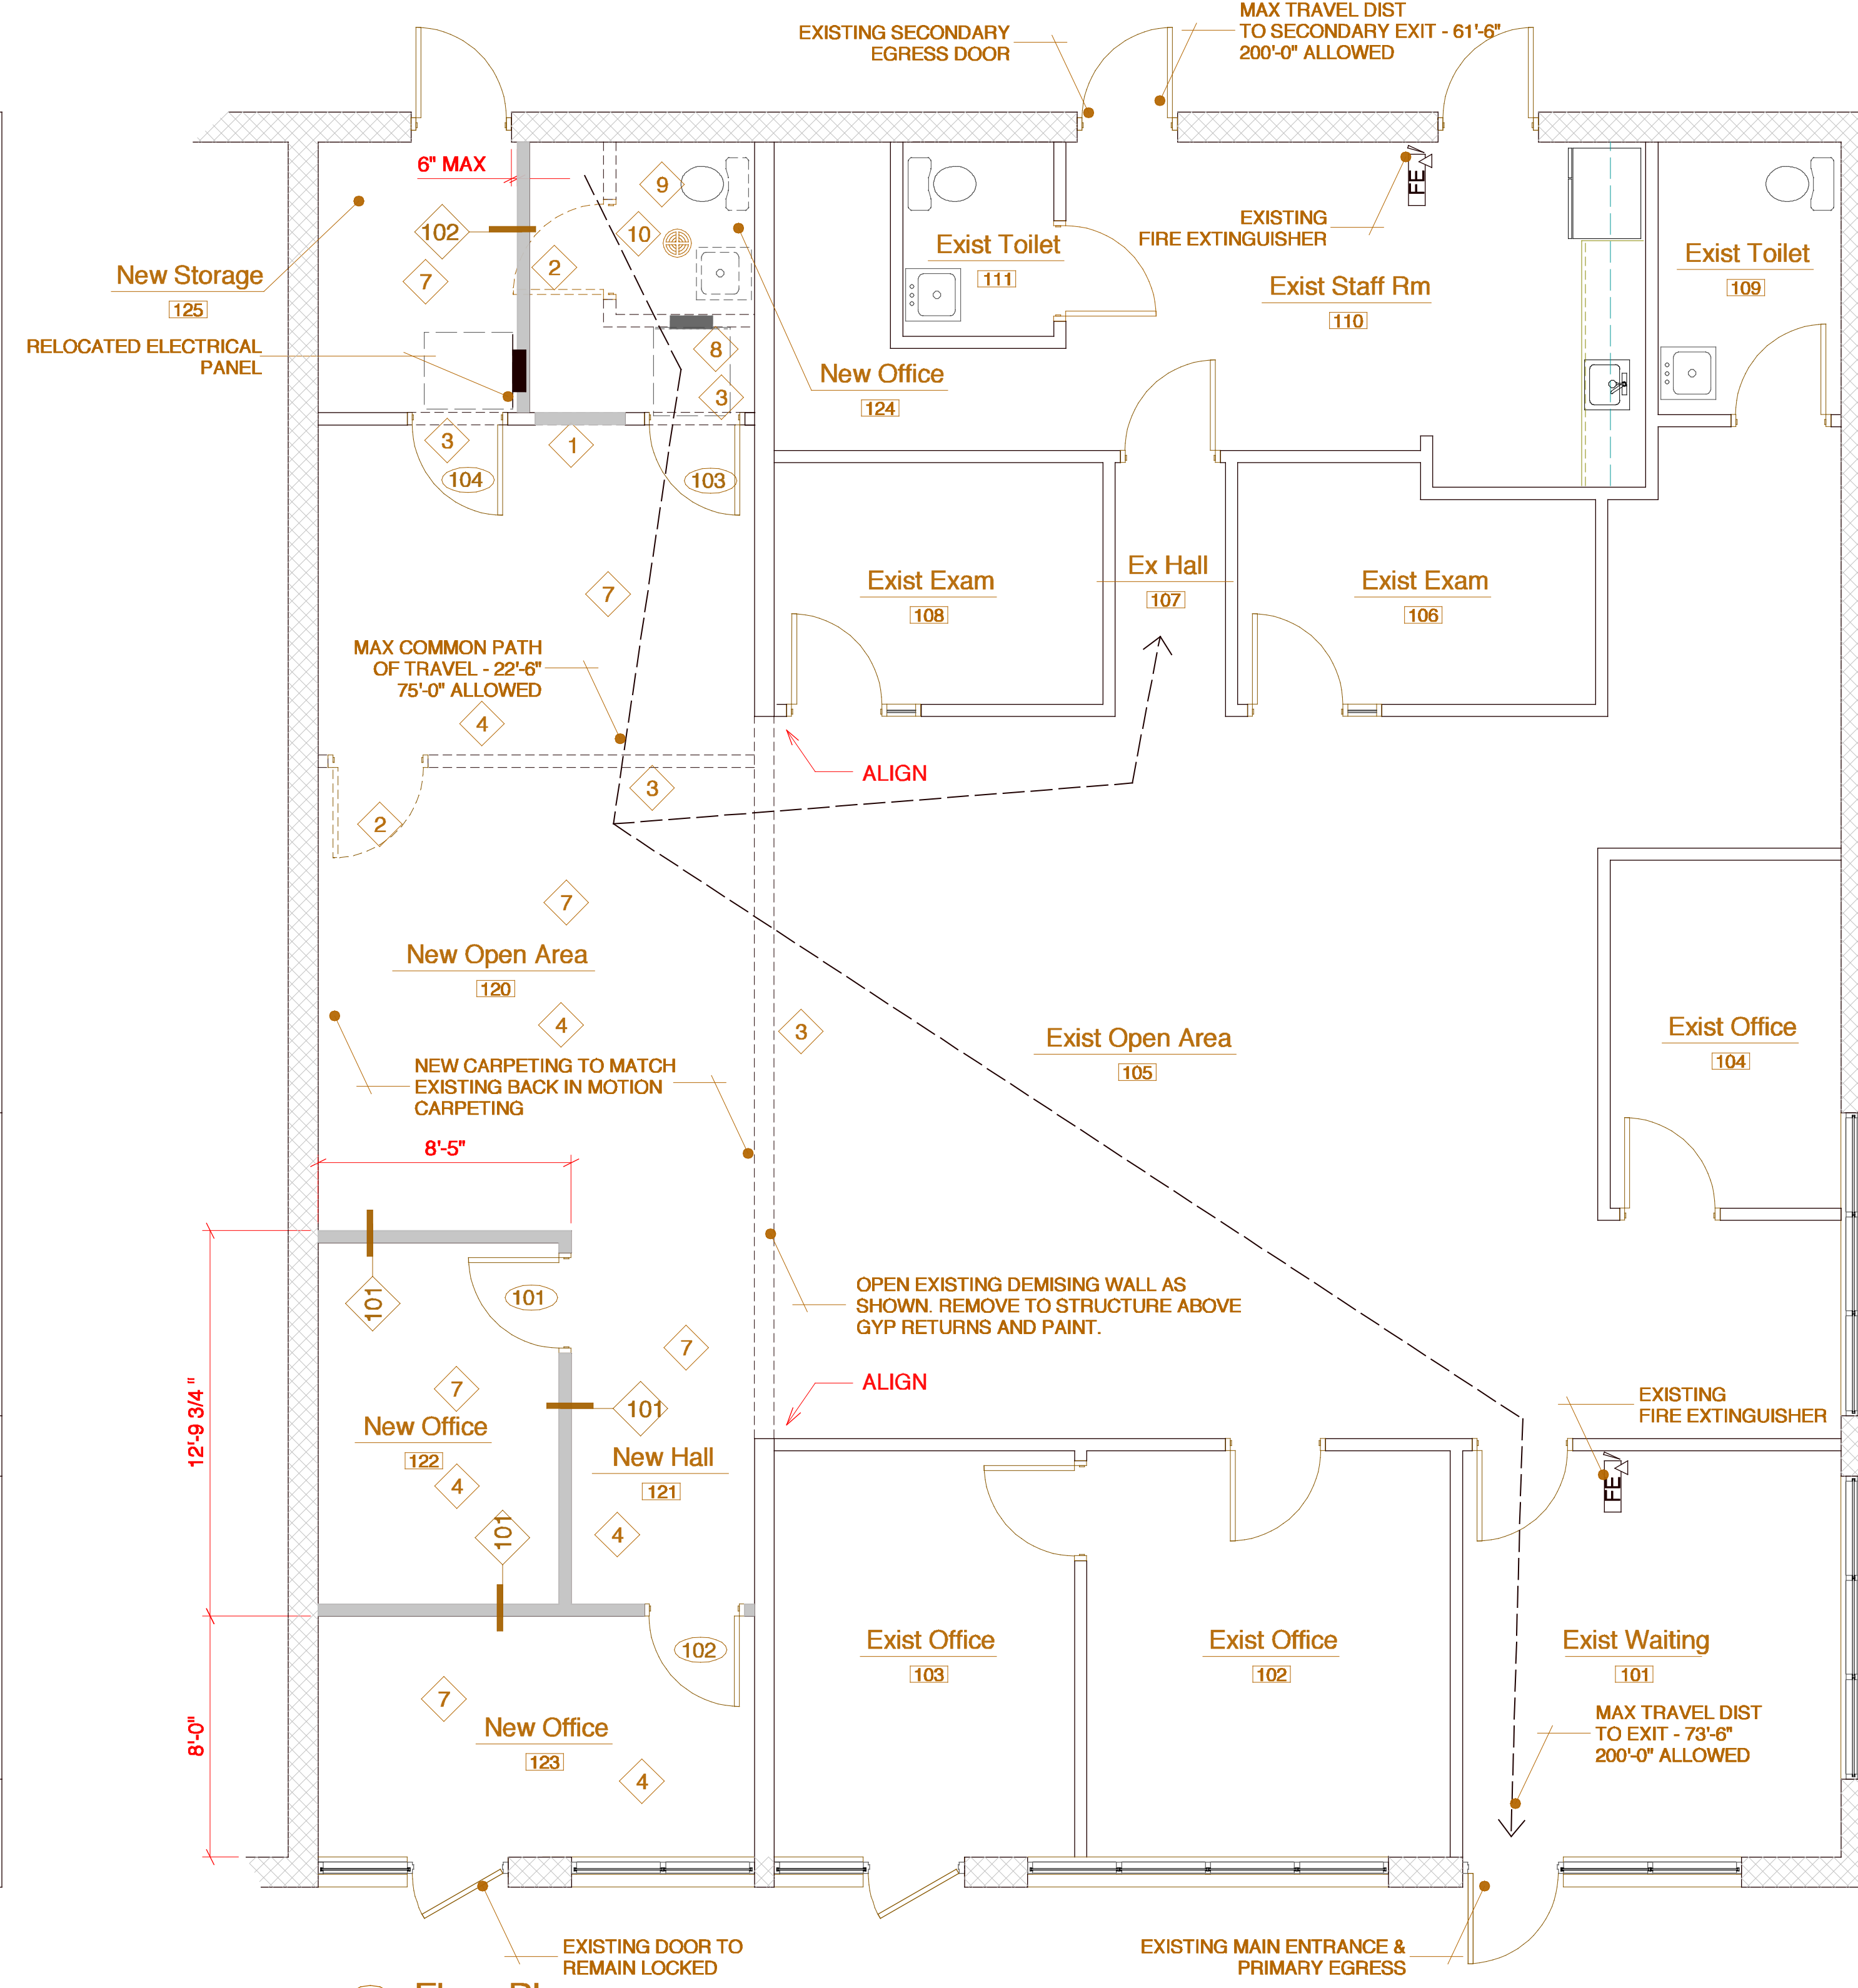 MAX TRAVEL DIST
TO SECONDARY EXIT - 61'-6"
200'-0" ALLOWED
EXISTING SECONDARY
EGRESS DOOR
6" MAX
102
7
New Storage
125
RELOCATED ELECTRICAL
PANEL
9
10
2
8
3
New Office
124
3
104
1
103
Exist Toilet
111
EXISTING
FIRE EXTINGUISHER
FE
Exist Staff Rm
110
Exist Toilet
109
7
Exist Exam
108
Ex Hall
107
Exist Exam
106
MAX COMMON PATH
OF TRAVEL - 22'-6"
75'-0" ALLOWED
4
3
ALIGN
2
7
New Open Area
120
4
3
Exist Open Area
105
Exist Office
104
NEW CARPETING TO MATCH
EXISTING BACK IN MOTION
CARPETING
8'-5"
101
101
OPEN EXISTING DEMISING WALL AS
SHOWN. REMOVE TO STRUCTURE ABOVE
GYP RETURNS AND PAINT.
7
ALIGN
12'-9 3/4 "
7
101
New Office
122
4
New Hall
121
101
4
EXISTING
FIRE EXTINGUISHER
FE
102
7
New Office
123
4
8'-0"
Exist Office
103
Exist Office
102
Exist Waiting
101
MAX TRAVEL DIST
TO EXIT - 73'-6"
200'-0" ALLOWED
EXISTING DOOR TO
REMAIN LOCKED
EXISTING MAIN ENTRANCE &
PRIMARY EGRESS